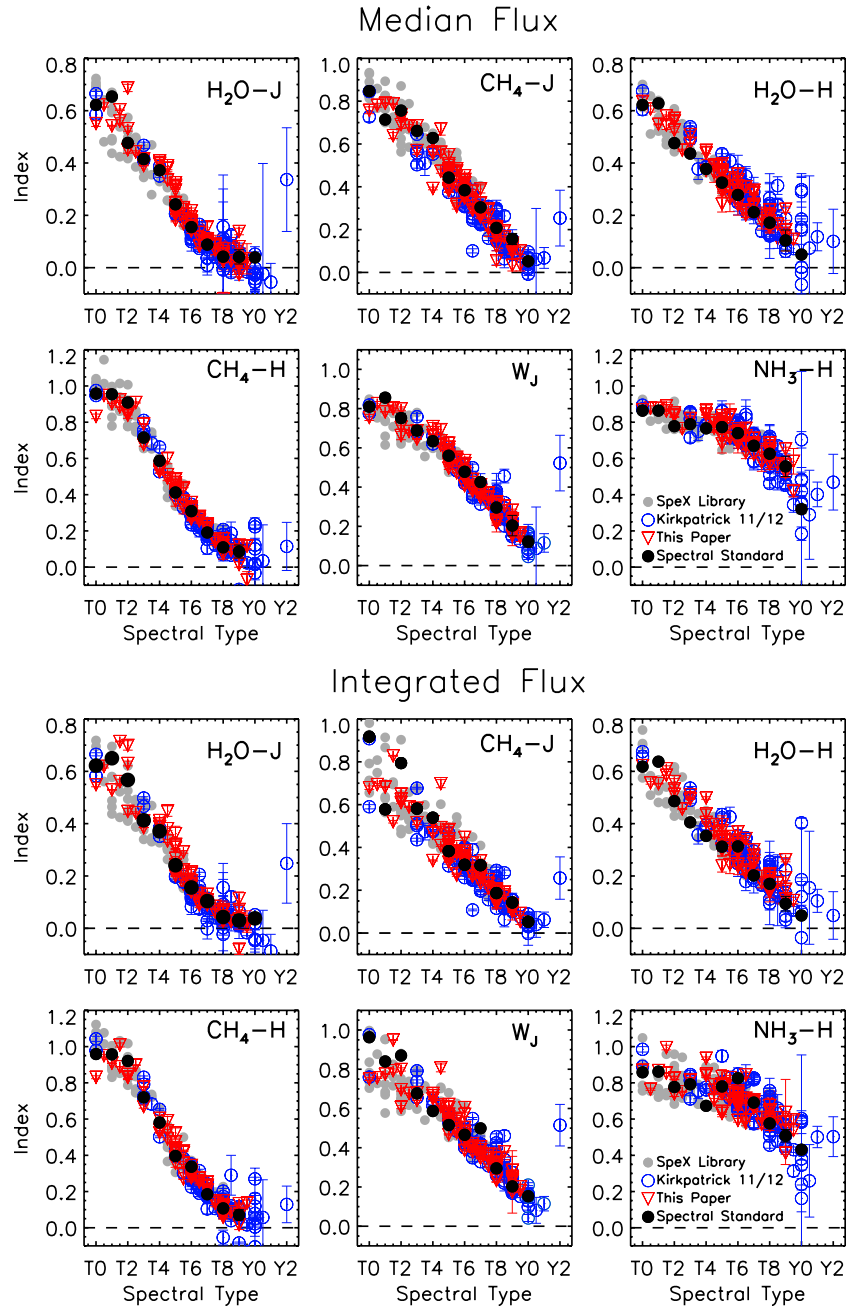 Median Flux
H₂O−J
CH₄−J
H₂O−H
Index
0.8
0.6
0.4
0.2
0.0
1.0
0.8
0.6
0.4
0.2
0.0
0.8
0.6
0.4
0.2
0.0
T0 T2 T4 T6 T8 Y0 Y2
T0 T2 T4 T6 T8 Y0 Y2
T0 T2 T4 T6 T8 Y0 Y2
CH₄−H
W_J
NH₃−H
Index
1.2
1.0
0.8
0.6
0.4
0.2
0.0
1.0
0.8
0.6
0.4
0.2
0.0
1.2
1.0
0.8
0.6
0.4
0.2
0.0
SpeX Library
Kirkpatrick 11/12
This Paper
Spectral Standard
T0 T2 T4 T6 T8 Y0 Y2
T0 T2 T4 T6 T8 Y0 Y2
T0 T2 T4 T6 T8 Y0 Y2
Spectral Type
Spectral Type
Spectral Type
Integrated Flux
H₂O−J
CH₄−J
H₂O−H
Index
0.8
0.6
0.4
0.2
0.0
1.0
0.8
0.6
0.4
0.2
0.0
0.8
0.6
0.4
0.2
0.0
T0 T2 T4 T6 T8 Y0 Y2
T0 T2 T4 T6 T8 Y0 Y2
T0 T2 T4 T6 T8 Y0 Y2
CH₄−H
W_J
NH₃−H
Index
1.2
1.0
0.8
0.6
0.4
0.2
0.0
1.0
0.8
0.6
0.4
0.2
0.0
1.2
1.0
0.8
0.6
0.4
0.2
0.0
SpeX Library
Kirkpatrick 11/12
This Paper
Spectral Standard
T0 T2 T4 T6 T8 Y0 Y2
T0 T2 T4 T6 T8 Y0 Y2
T0 T2 T4 T6 T8 Y0 Y2
Spectral Type
Spectral Type
Spectral Type